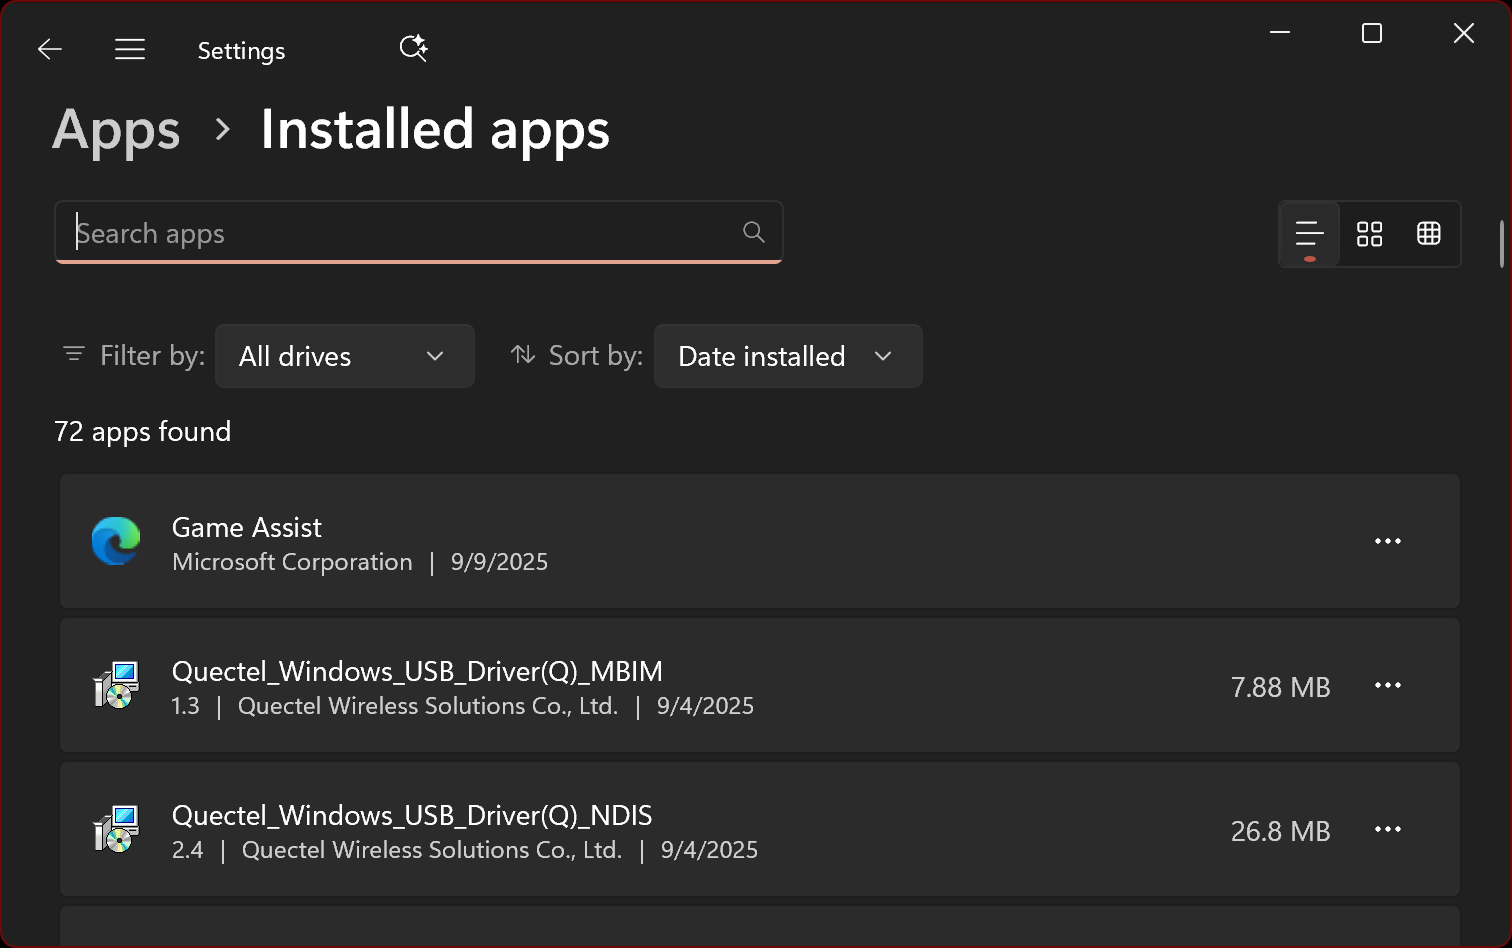 Settings
Apps > Installed apps
Search apps
Filter by: All drives Sort by: Date installed
72 apps found
Game Assist
Microsoft Corporation | 9/9/2025
Quectel_Windows_USB_Driver(Q)_MBIM
1.3 | Quectel Wireless Solutions Co., Ltd. | 9/4/2025
7.88 MB
Quectel_Windows_USB_Driver(Q)_NDIS
2.4 | Quectel Wireless Solutions Co., Ltd. | 9/4/2025
26.8 MB